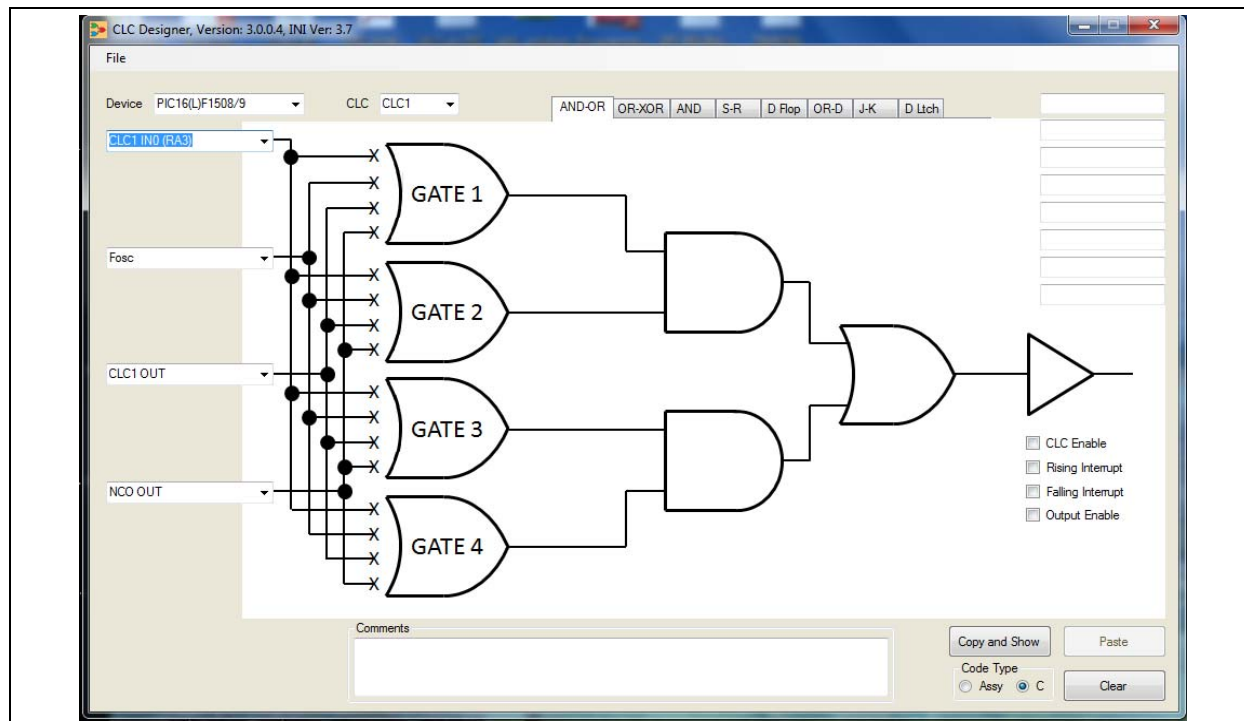 CLC Designer, Version: 3.0.0.4, INI Ver: 3.7
File
Device PIC16(L)F1508/9 CLC CLC1
AND-OR OR-XOR AND S-R D Flop OR-D J-K D Ltch
CLC1 IN0 (RA3)
X
X
GATE 1
X
X
Fosc
X
X
GATE 2
X
X
CLC1 OUT
X
X
GATE 3
X
X
CLC Enable
Rising Interrupt
NCO OUT
Falling Interrupt
X
Output Enable
X
GATE 4
X
X
Comments
Copy and Show Paste
Code Type
Assy C Clear